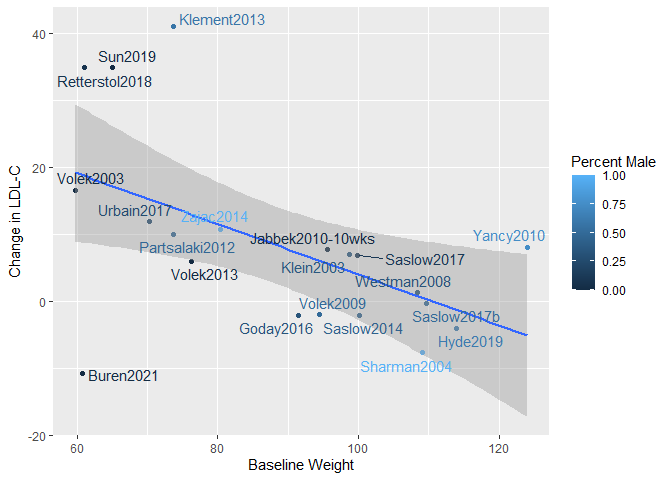 Klement2013
40
Sun2019
Retterstol2018
Percent Male
1.00
0.75
0.50
0.25
0.00
Change in LDL-C
20
Volek2003
Urbain2017
Zajac2014
Jabbek2010-10wks
Yancy2010
Partsalaki2012
Saslow2017
Klein2003
Volek2013
Westman2008
0
Volek2009
Saslow2017b
Goday2016
Saslow2014
Hyde2019
Sharman2004
Buren2021
-20
60
80
100
120
Baseline Weight